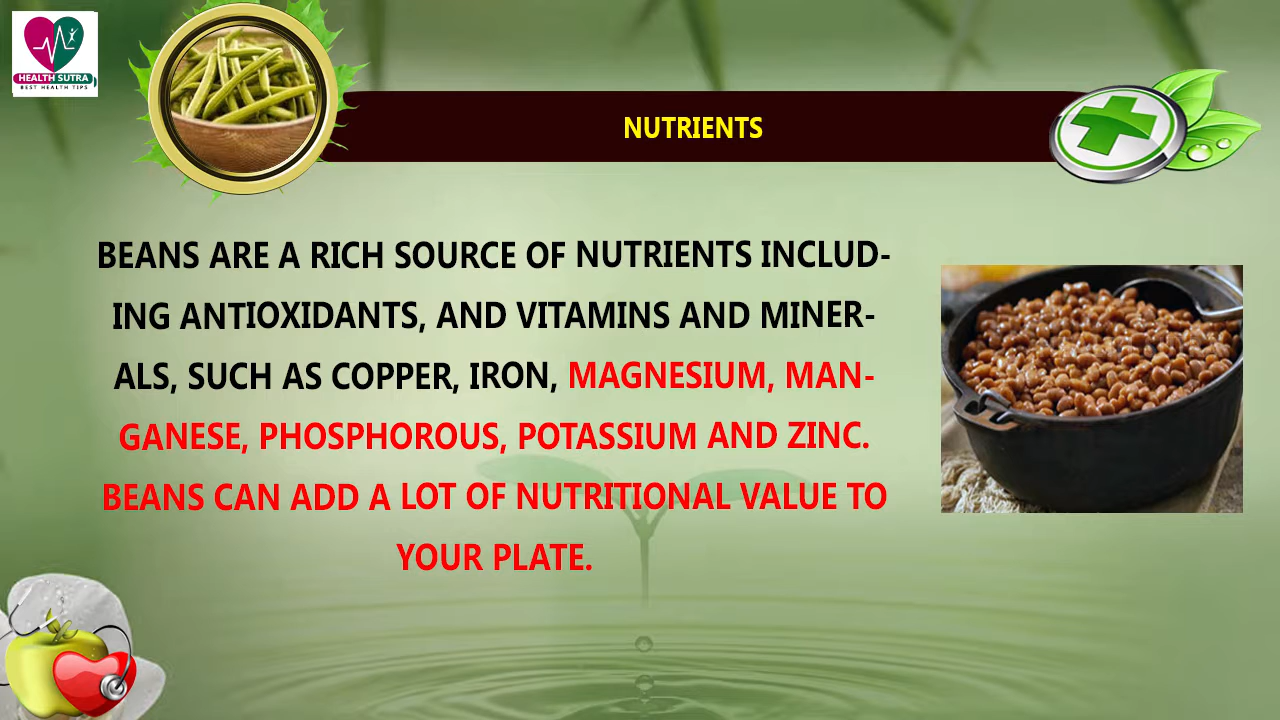 HEALTH SUTRA
BEST HEALTH TIPS
NUTRIENTS
BEANS ARE A RICH SOURCE OF NUTRIENTS INCLUD-
ING ANTIOXIDANTS, AND VITAMINS AND MINER-
ALS, SUCH AS COPPER, IRON, MAGNESIUM, MAN-
GANESE, PHOSPHOROUS, POTASSIUM AND ZINC.
BEANS CAN ADD A LOT OF NUTRITIONAL VALUE TO
YOUR PLATE.